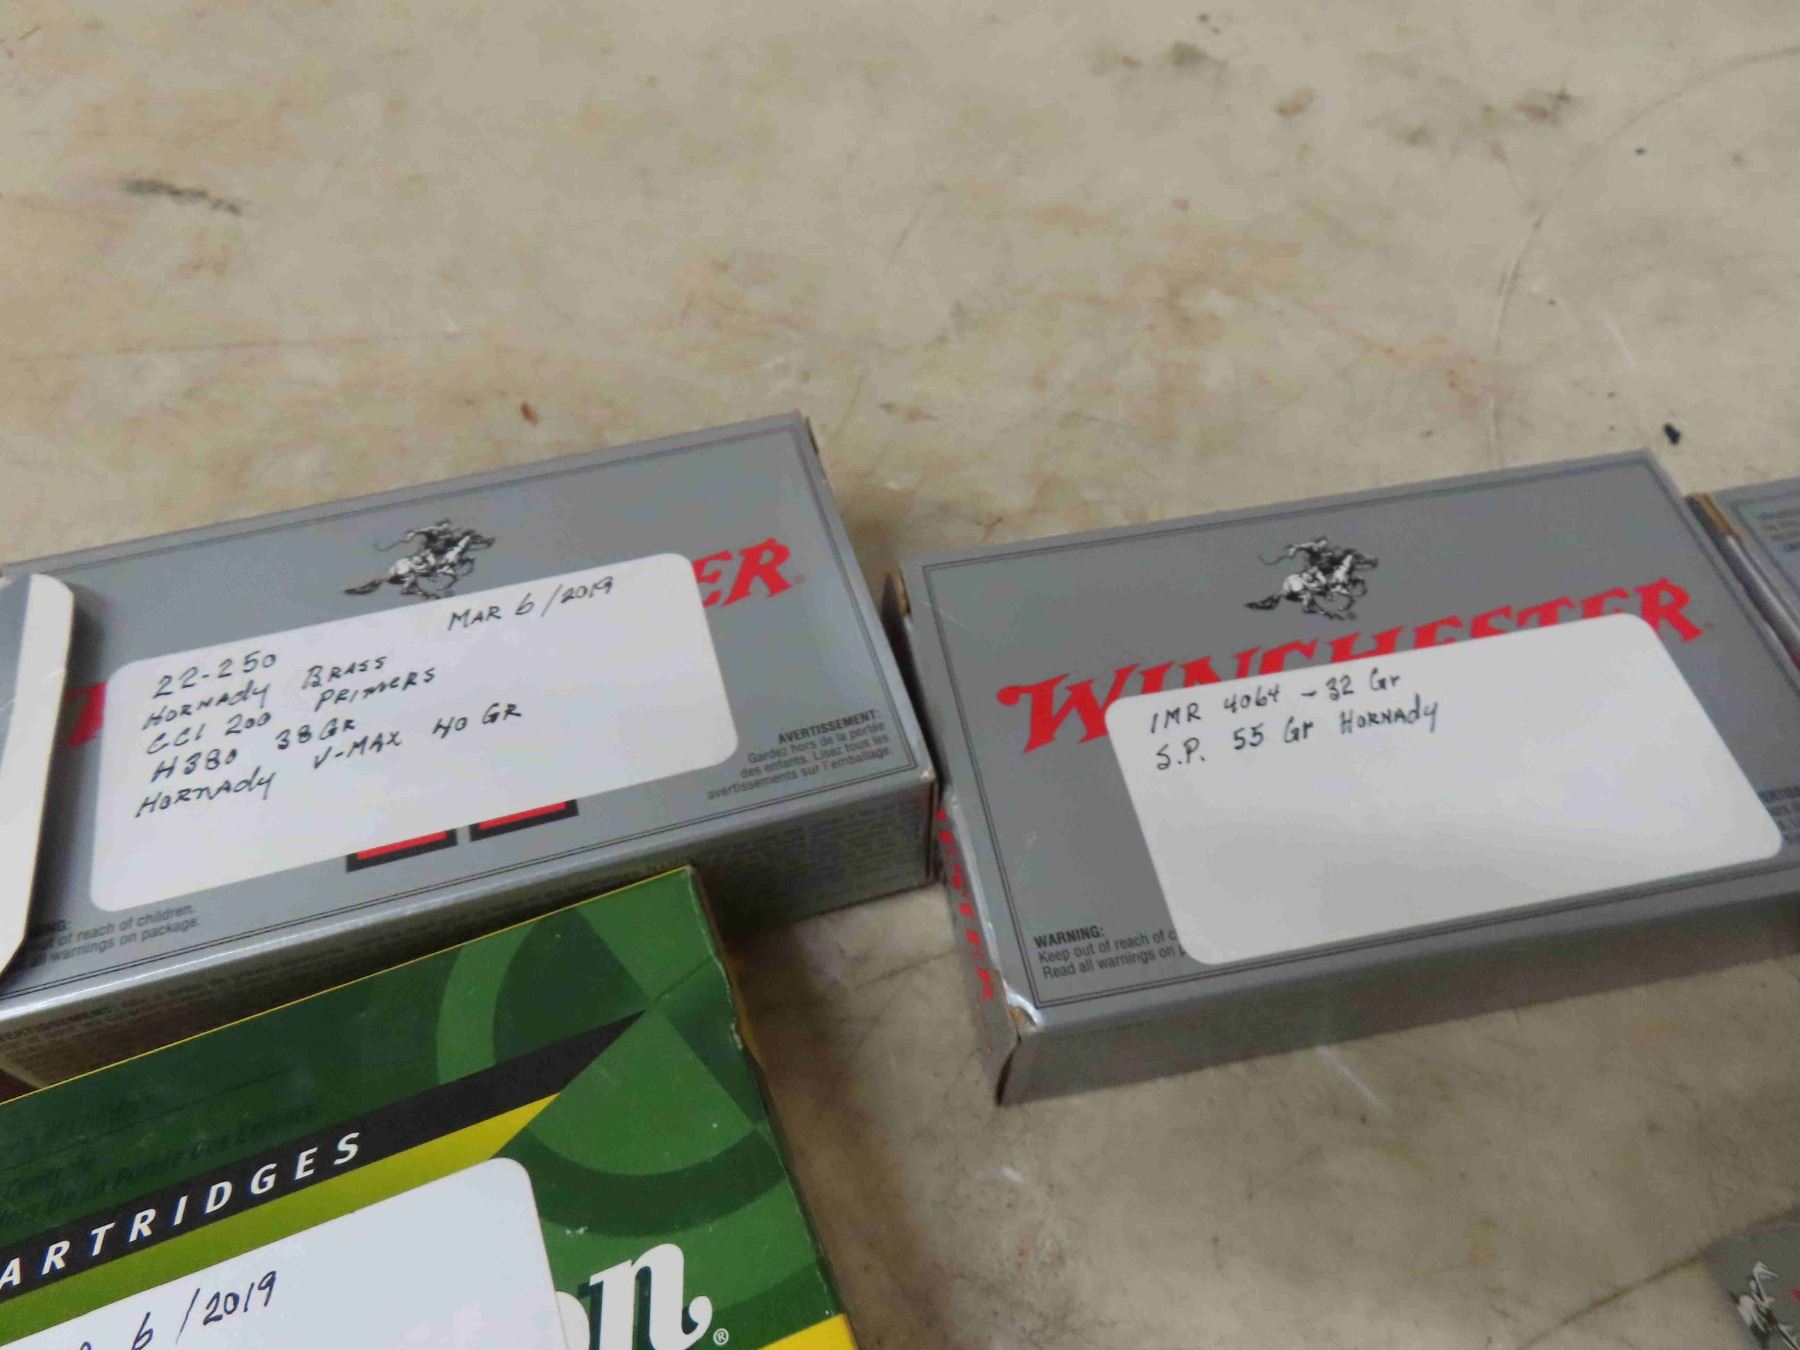 MAR 6/2019
22-250
HORNADY BRASS
CCI 200 PRIMERS
H380 38 GR
HORNADY V-MAX 40 GR
ER
AVERTISSEMENT:
Gardez hors de la portée
des enfants. Lisez tous les
avertissements sur l'emballage
of reach of children.
all warnings on package.
WINCHESTER
IMR 4064 - 32 Gr
S.P. 55 Gr HORNAdy
WARNING:
Keep out of reach of c
Read all warnings on p
ARTRIDGES
6/2019
on®